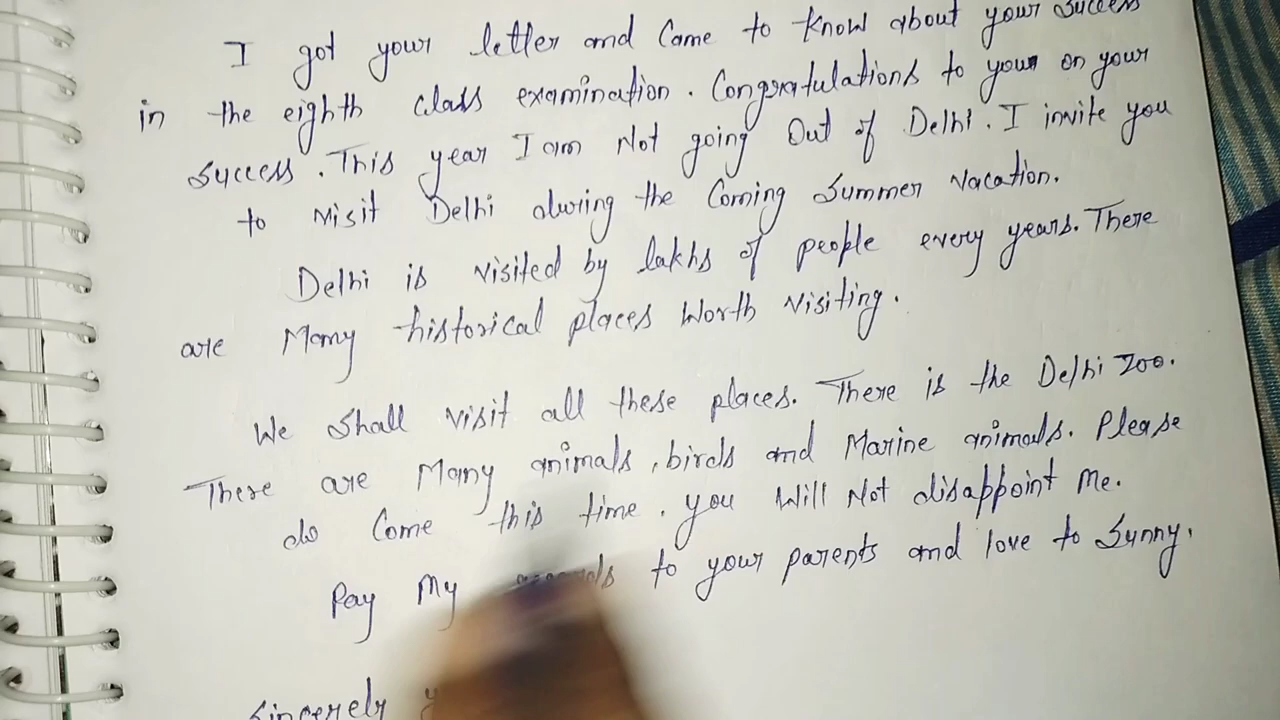 I got your letter and Came to Know about your success
in the eighth Class examination. Congratulations to your on your
success. This year I am Not going Out of Delhi. I invite you
to visit Delhi during the Coming Summer vacation.
Delhi is visited by lakhs of people every years. There
are Many historical places Worth visiting.
We shall visit all these places. There is the Delhi Zoo.
There are Many animals, birds and Marine animals. Please
do Come this time. you Will Not disappoint Me.
Pay My to your parents and love to Sunny.
Sincerely